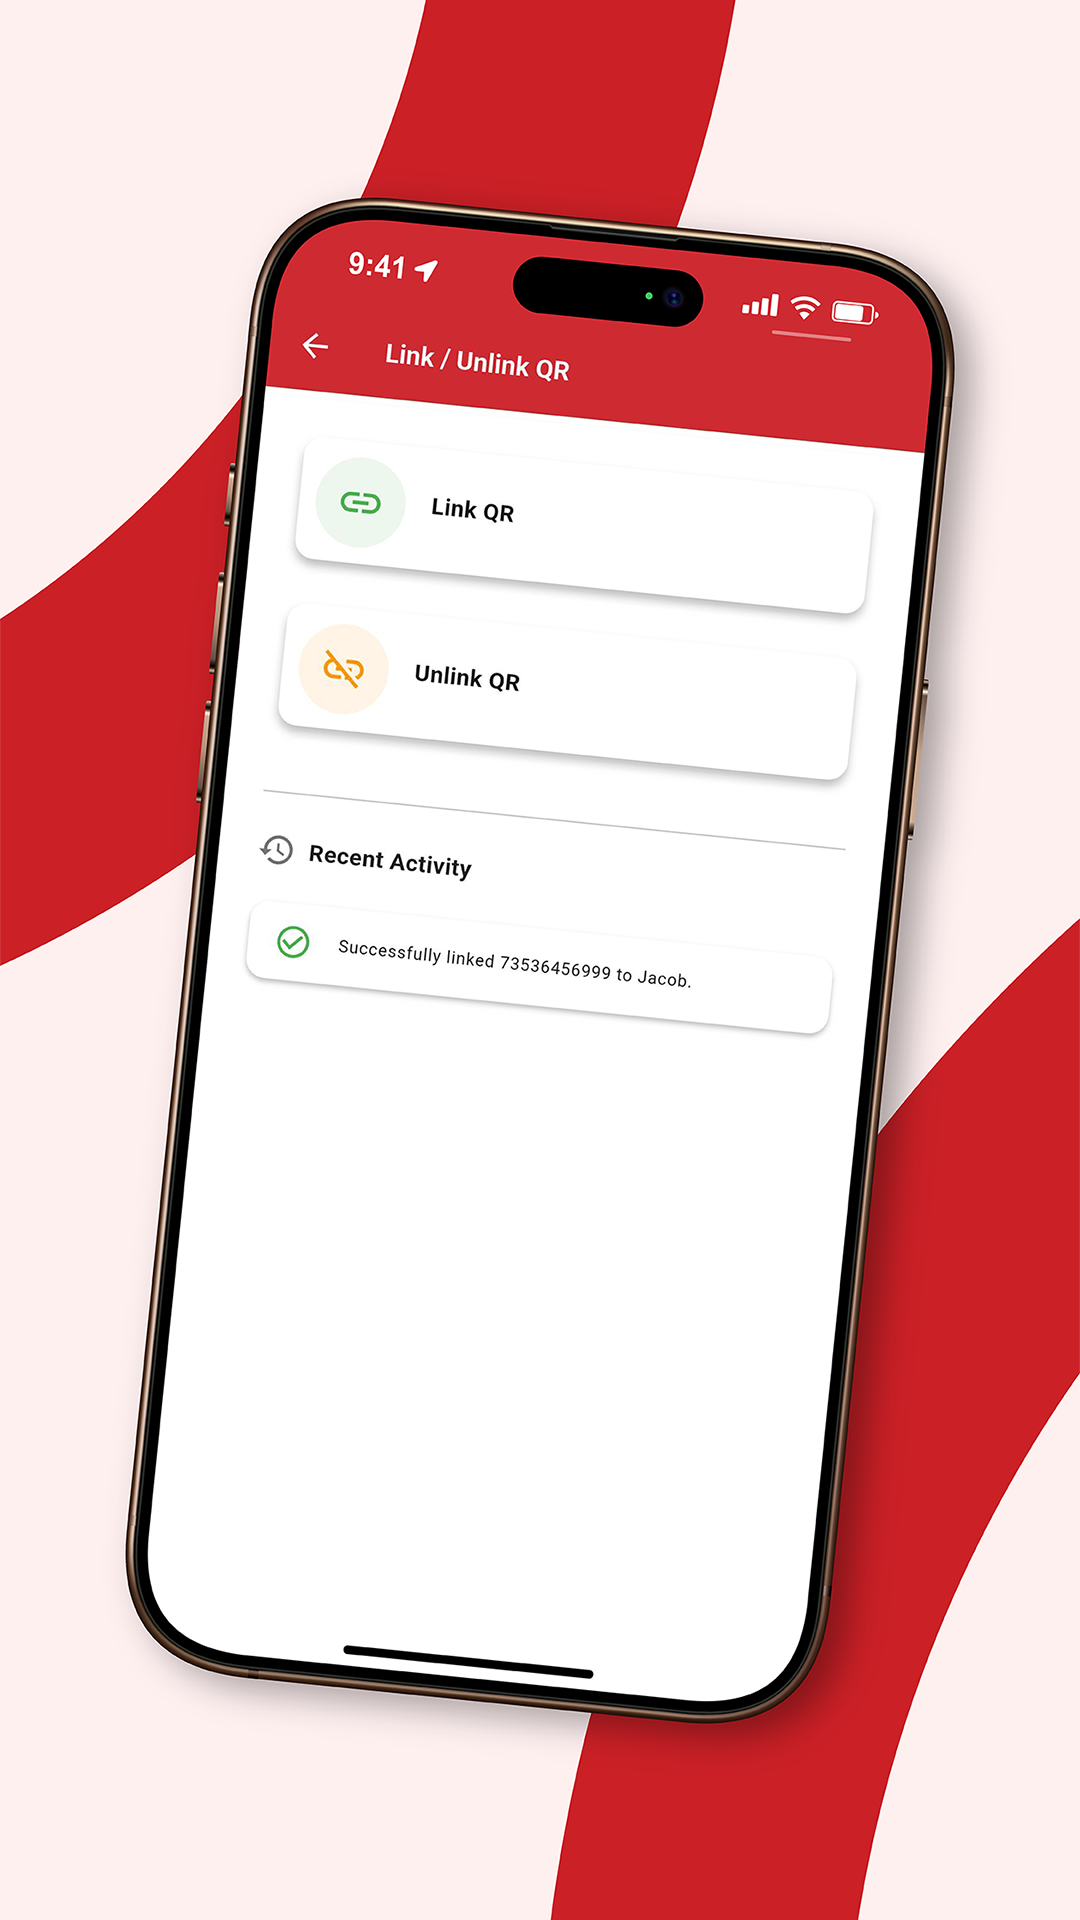 9:41
Link / Unlink QR
Link QR
Unlink QR
Recent Activity
Successfully linked 73536456999 to Jacob.